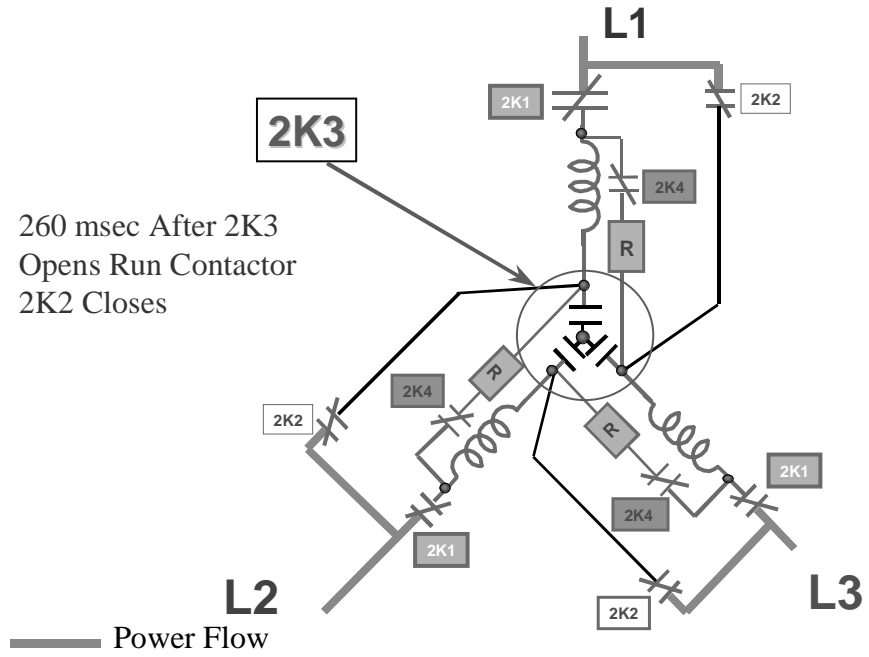 L1
2K1
2K2
2K3
2K4
R
260 msec After 2K3
Opens Run Contactor
2K2 Closes
R
2K4
2K2
R
2K1
2K4
2K1
L2
2K2
L3
Power Flow